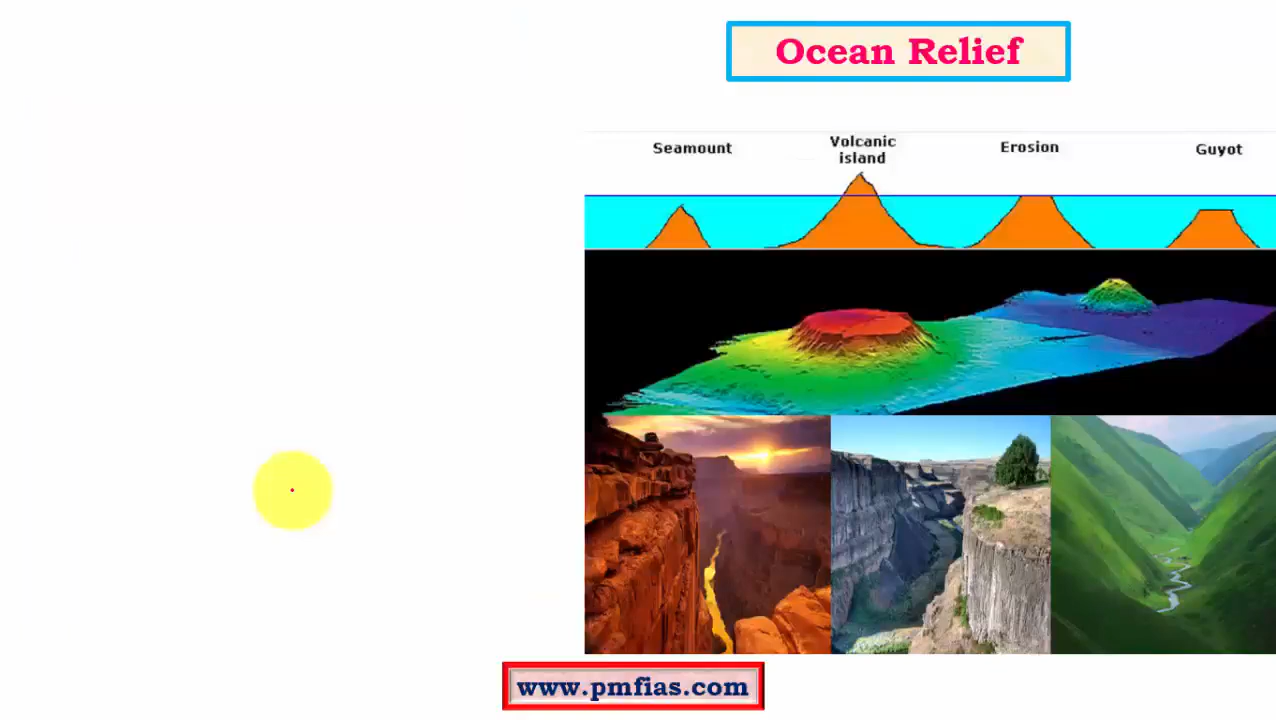 Ocean Relief
Seamount
Volcanic
island
Erosion
Guyot
www.pmfias.com